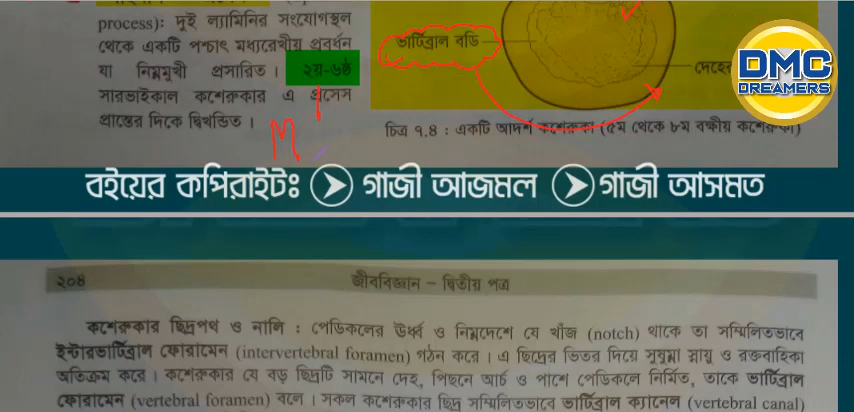 process)ঃ দুই ল্যামিনির সংযোগস্থল
থেকে একটি পশ্চাৎ মধ্যরেখীয় প্রবর্ধন
যা নিম্নমুখী প্রসারিত। ২য়-৬ষ্ঠ
সারভাইকাল কশেরুকার এ প্রসেস
প্রান্তের দিকে দ্বিখন্ডিত।
ভার্টিব্রাল বডি
দেহের
DMC
DREAMERS
চিত্র ৭.৪ : একটি আদর্শ কশেরুকা (৫ম থেকে ৮ম বক্ষীয় কশেরুকা)
M
বইয়ের কপিরাইটঃ গাজী আজমল গাজী আসমত
২০৪ জীববিজ্ঞান – দ্বিতীয় পত্র
কশেরুকার ছিদ্রপথ ও নালি : পেডিকলের ঊর্ধ্ব ও নিম্নদেশে যে খাঁজ (notch) থাকে তা সম্মিলিতভাবে
ইন্টারভার্টিব্রাল ফোরামেন (intervertebral foramen) গঠন করে। এ ছিদ্রের ভিতর দিয়ে সুষুম্না স্নায়ু ও রক্তবাহিকা
অতিক্রম করে। কশেরুকার যে বড় ছিদ্রটি সামনে দেহ, পিছনে আর্চ ও পাশে পেডিকলে নির্মিত, তাকে ভার্টিব্রাল
ফোরামেন (vertebral foramen) বলে। সকল কশেরুকার ছিদ্র সম্মিলিতভাবে ভার্টিব্রাল ক্যানেল (vertebral canal)